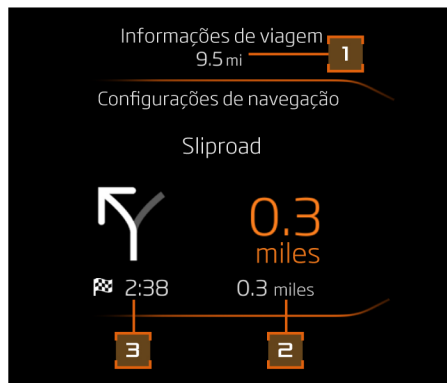 Informações de viagem
9.5 mi
1
Configurações de navegação
Sliproad
0.3
miles
2:38
0.3 miles
3
2